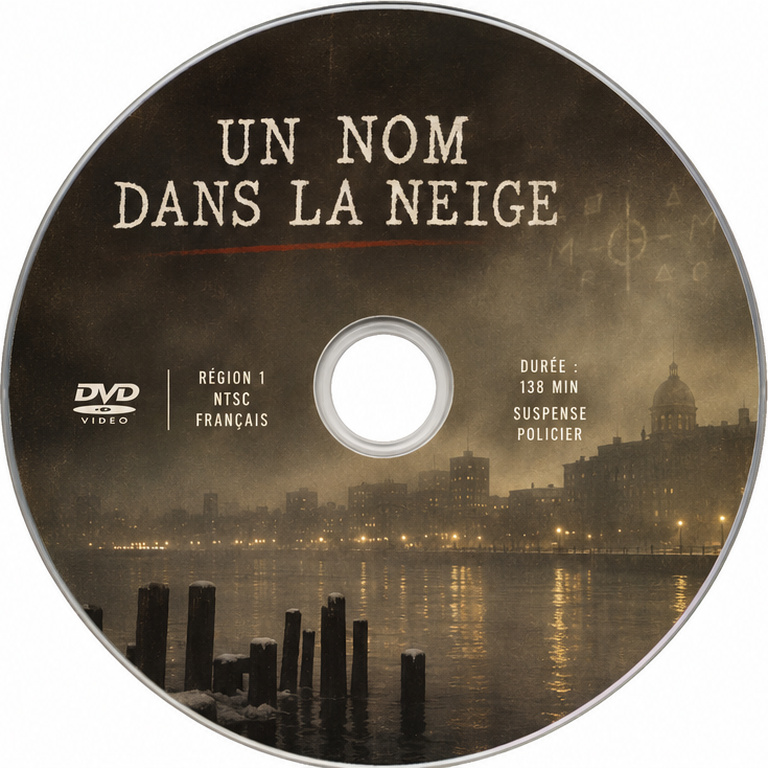 UN NOM
DANS LA NEIGE
DVD
VIDEO
RÉGION 1
NTSC
FRANÇAIS
DURÉE :
138 MIN
SUSPENSE
POLICIER